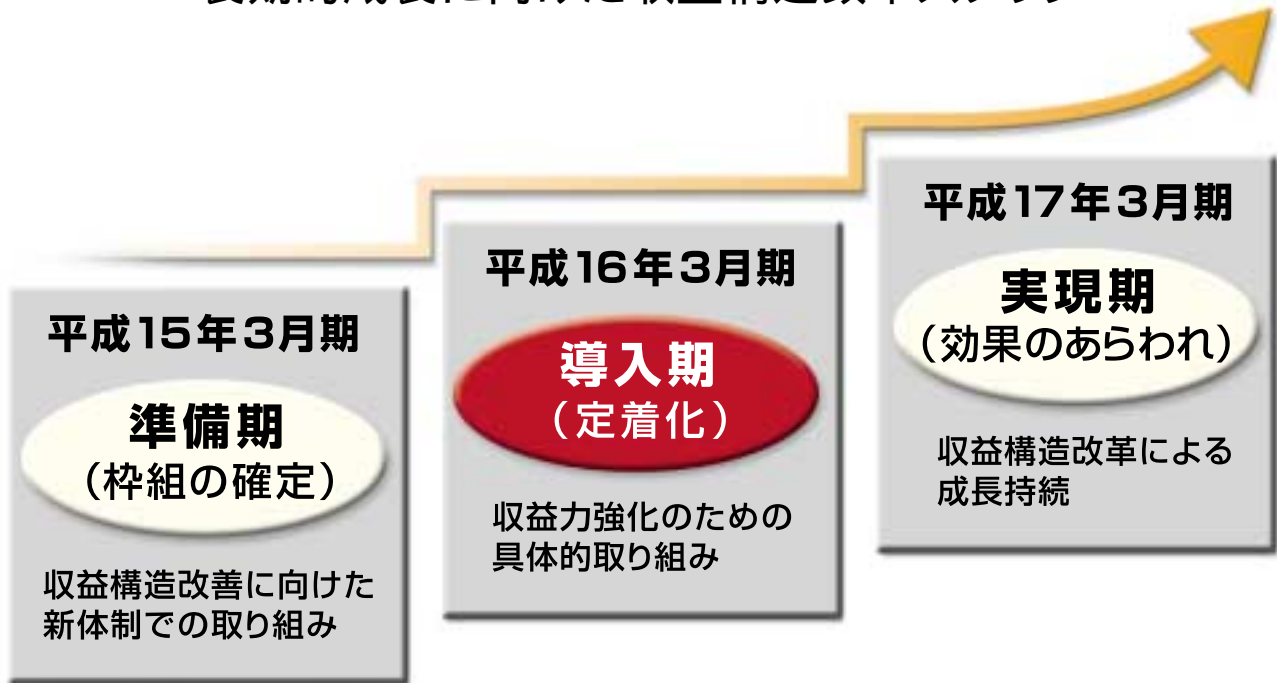 平成15年3月期
準備期
（枠組の確定）
収益構造改善に向けた
新体制での取り組み
平成16年3月期
導入期
（定着化）
収益力強化のための
具体的取り組み
平成17年3月期
実現期
（効果のあらわれ）
収益構造改革による
成長持続